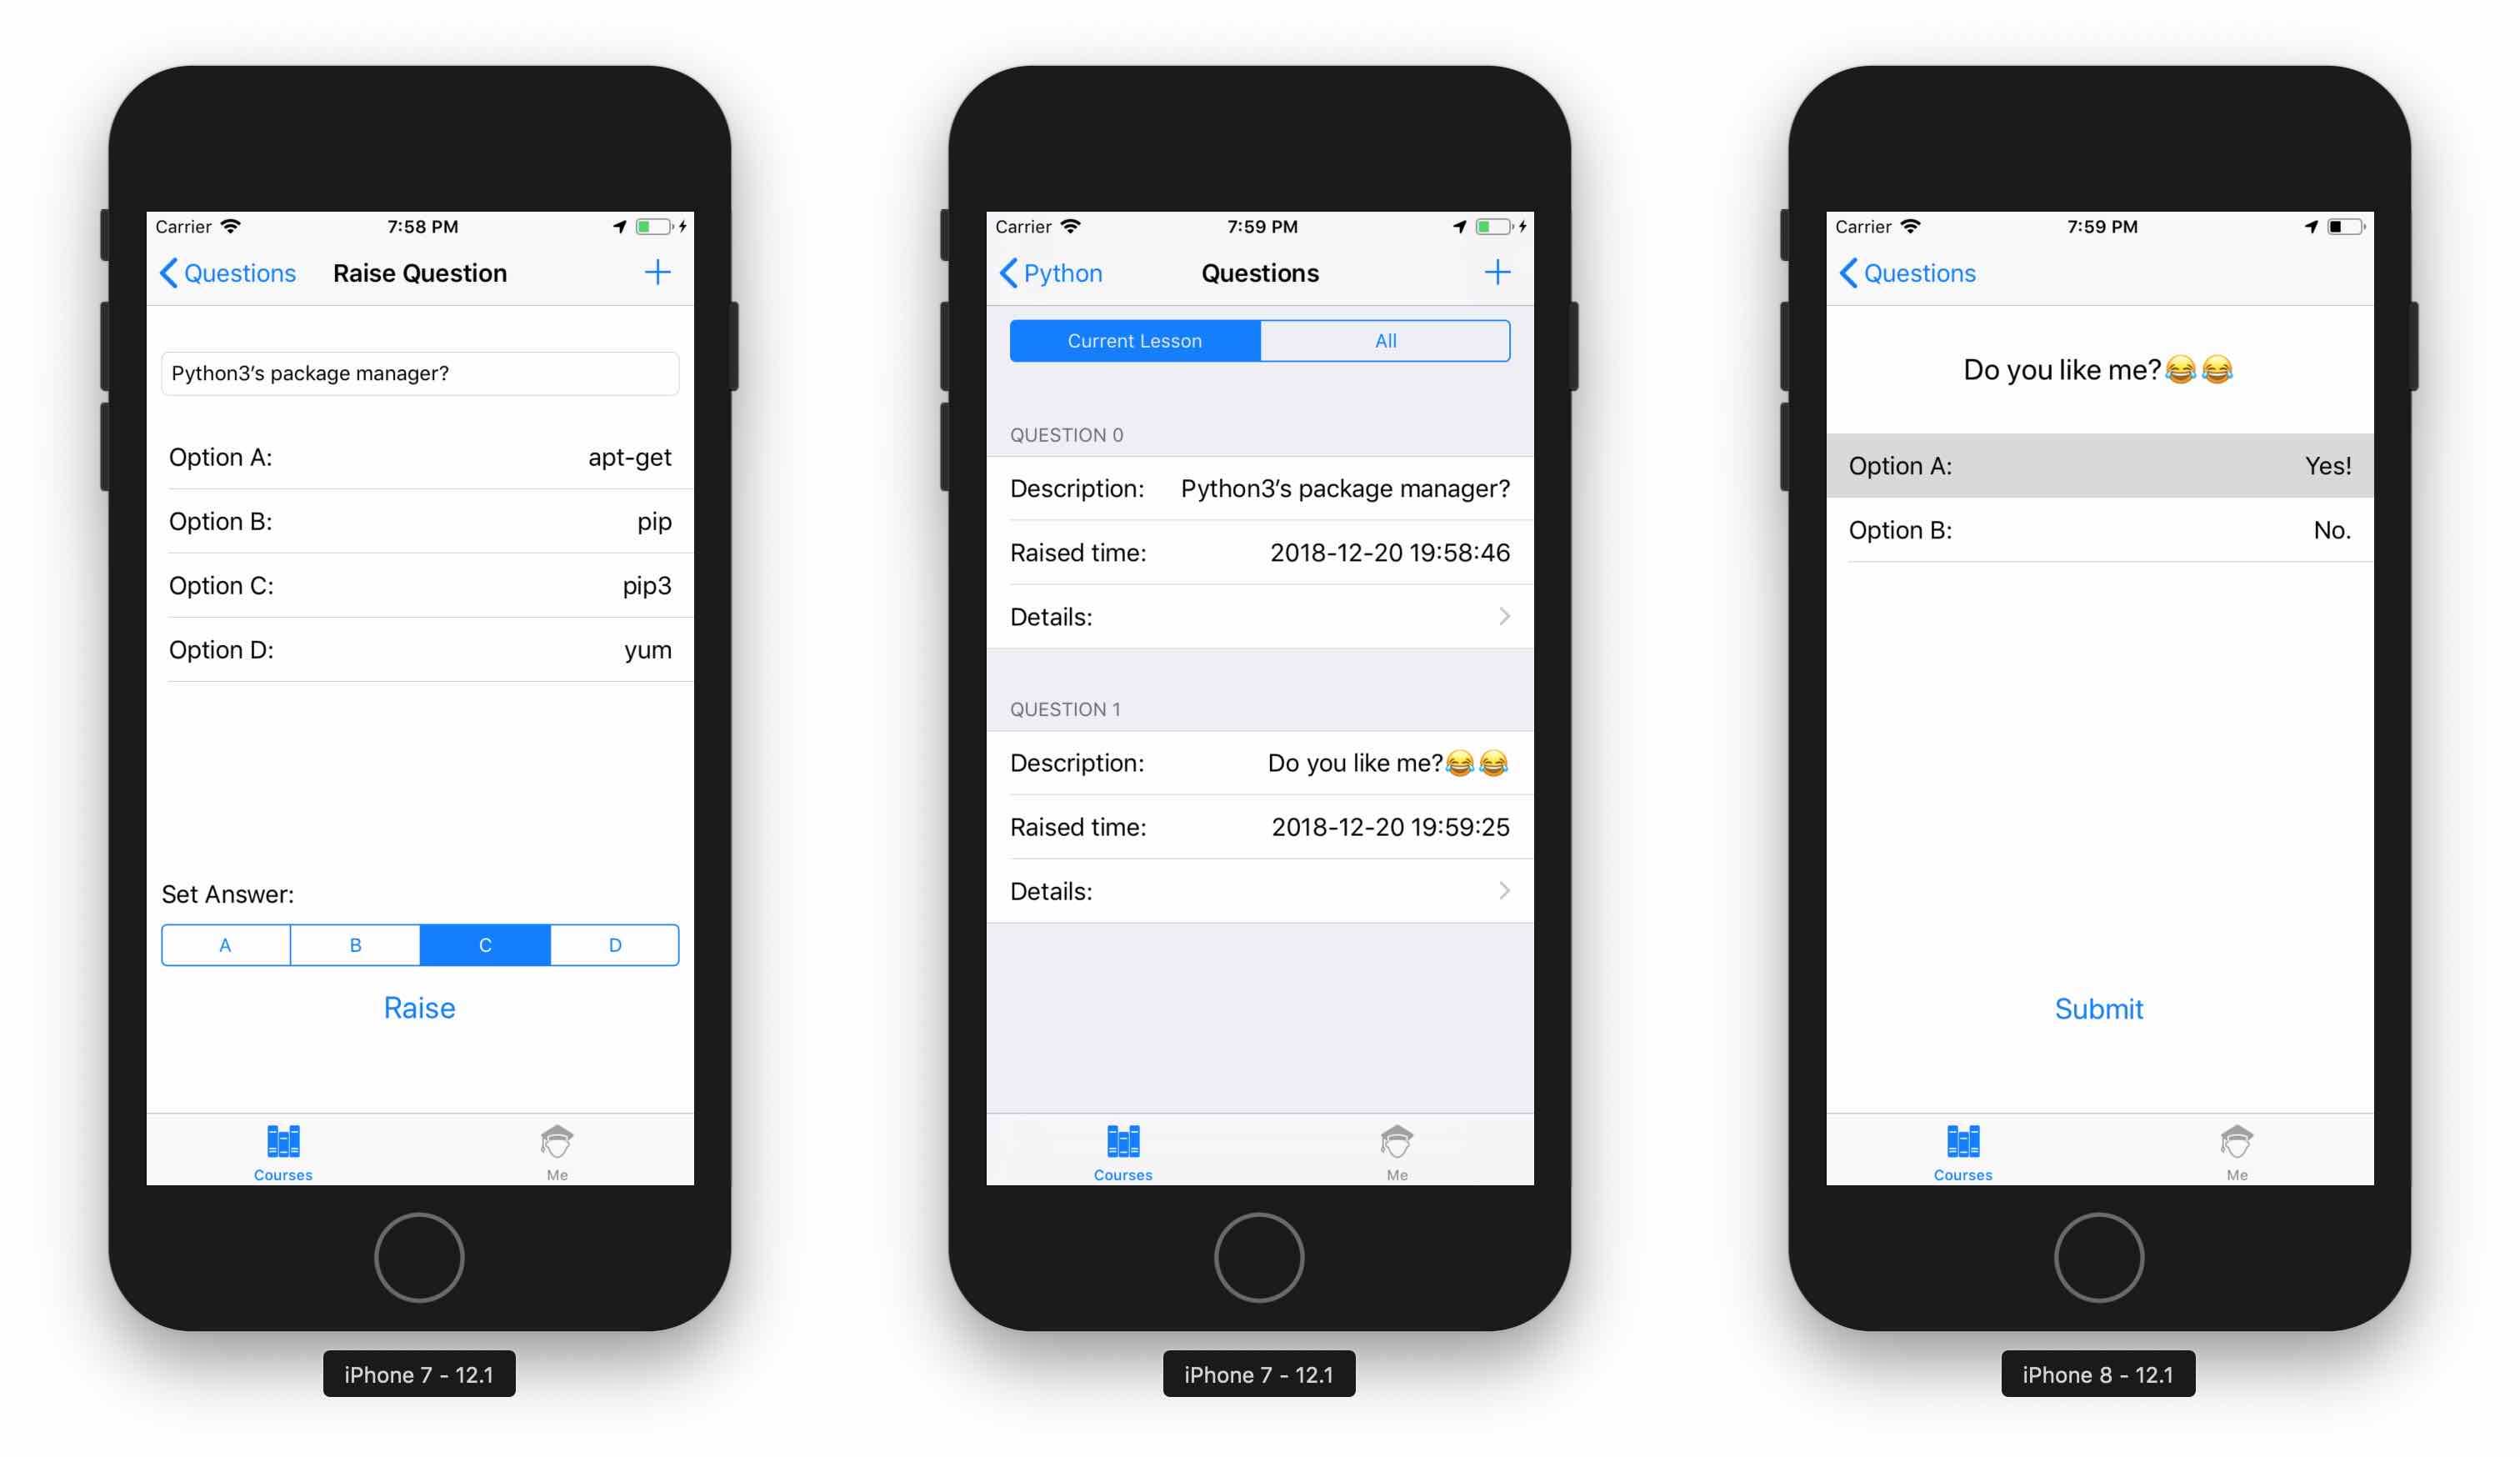 Carrier 7:58 PM
Questions Raise Question +
Python3’s package manager?
Option A: apt-get
Option B: pip
Option C: pip3
Option D: yum
Set Answer:
A B C D
Raise
Courses Me
iPhone 7 - 12.1
Carrier 7:59 PM
Python Questions +
Current Lesson All
QUESTION 0
Description: Python3’s package manager?
Raised time: 2018-12-20 19:58:46
Details:
QUESTION 1
Description: Do you like me?😂😂
Raised time: 2018-12-20 19:59:25
Details:
Courses Me
iPhone 7 - 12.1
Carrier 7:59 PM
Questions
Do you like me?😂😂
Option A: Yes!
Option B: No.
Submit
Courses Me
iPhone 8 - 12.1